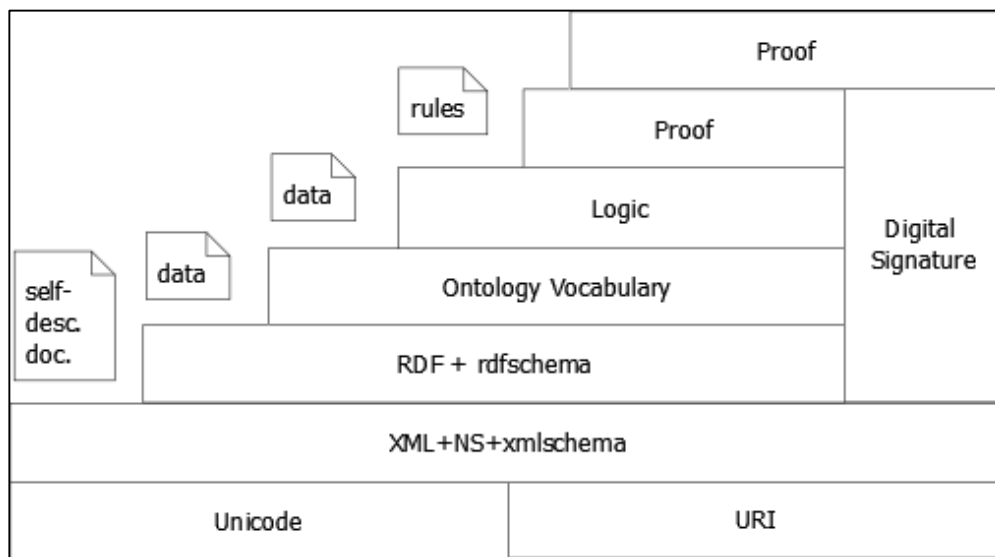 Proof
rules
Proof
data
Logic
Digital
Signature
data
Ontology Vocabulary
self-
desc.
doc.
RDF + rdfschema
XML+NS+xmlschema
Unicode
URI